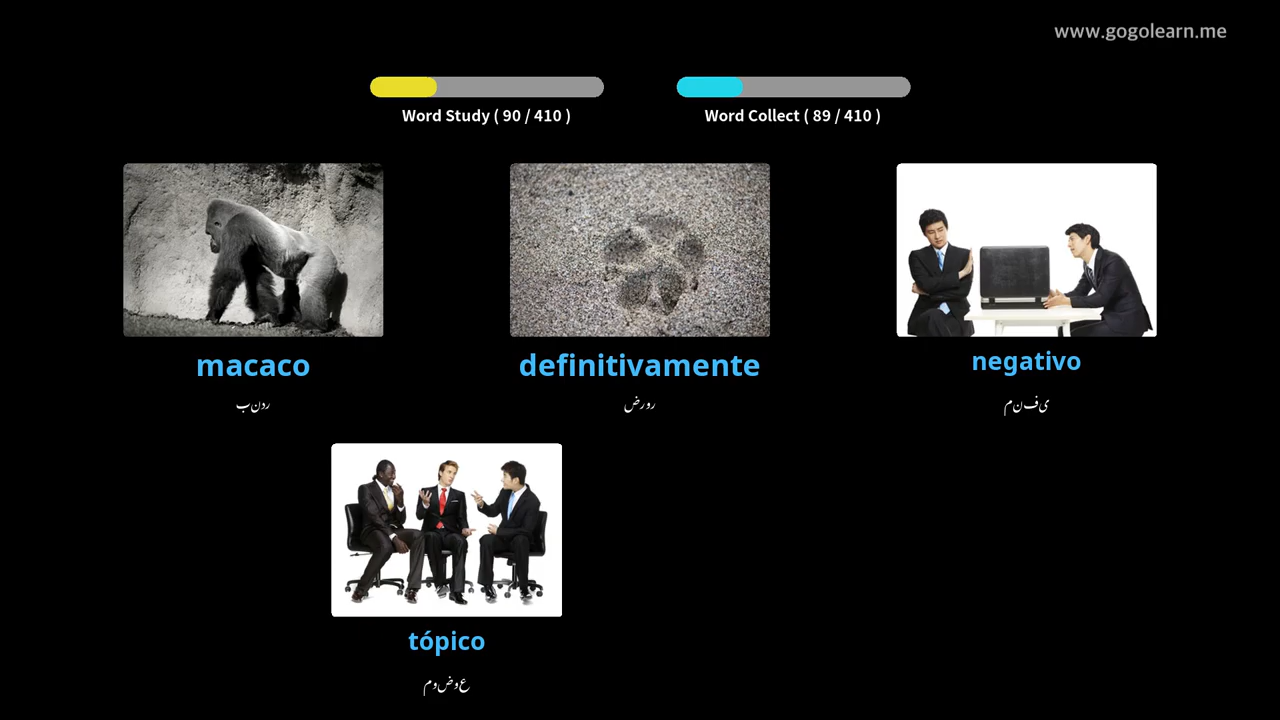 www.gogolearn.me
Word Study ( 90 / 410 )
Word Collect ( 89 / 410 )
macaco
definitivamente
negativo
بندر
ضرور
منفی
tópico
موضوع